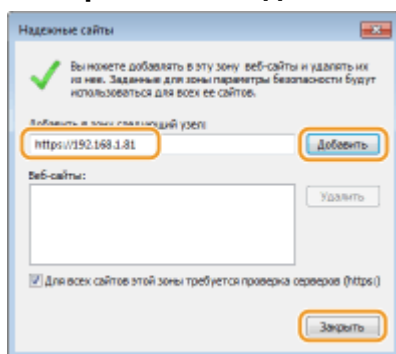 Надежные сайты
Вы можете добавлять в эту зону веб-сайты и удалять их
из нее. Заданные для зоны параметры безопасности будут
использоваться для всех ее сайтов.
Добавить в зону следующий узел:
https://192.168.1.81
Добавить
Веб-сайты:
Удалить
Для всех сайтов этой зоны требуется проверка серверов (https:)
Закрыть